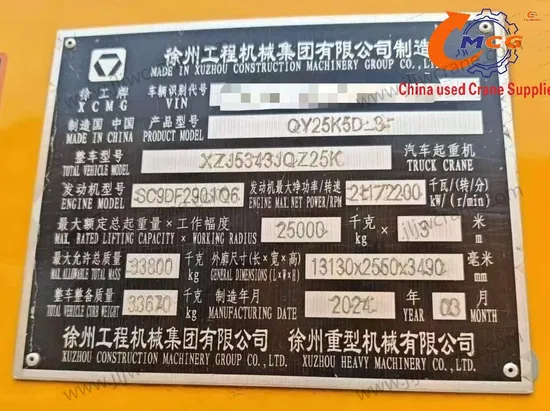 徐州工程机械集团有限公司制造
MADE IN XUZHOU CONSTRUCTION MACHINERY GROUP CO., LTD.
MCG
China used Crane Supplier
徐工牌
XCMG
车辆识别代号
VIN
制造国 中国
MADE IN CHINA
产品型号
PRODUCT MODEL
QY25K5D
整车型号
TOTAL VEHICLE MODEL
XZJ5343JQZ25K
汽车起重机
TRUCK CRANE
发动机型号
ENGINE MODEL
SC9DF290.1Q6
发动机最大净功率/转速
ENGINE MAX.NET POWER/RPM
217/2200
千瓦/(转/分)
kW/(r/min)
最大额定总起重量×工作幅度
MAX. RATED LIFTING CAPACITY × WORKING RADIUS
25000
千克
kg
×
3
米
m
最大允许总质量
MAX. ALLOWABLE TOTAL MASS
33800
千克
kg
外廓尺寸(长×宽×高)
GENERAL DIMENSIONS (L×W×H)
13130x2550x3490
毫米
mm
整车整备质量
TOTAL VEHICLE CURB WEIGHT
33670
千克
kg
制造年月
MANUFACTURING DATE
2024
年
YEAR
03
月
MONTH
徐州工程机械集团有限公司
XUZHOU CONSTRUCTION MACHINERY GROUP CO., LTD.
徐州重型机械有限公司
XUZHOU HEAVY MACHINERY CO., LTD.